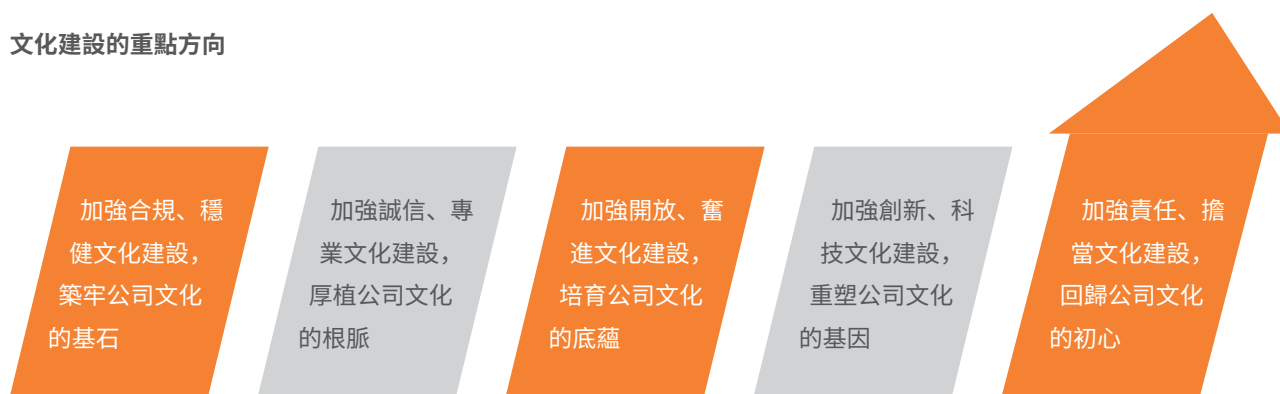 文化建設的重點方向
加強合規、穩
健文化建設，
築牢公司文化
的基石
加強誠信、專
業文化建設，
厚植公司文化
的根脈
加強開放、奮
進文化建設，
培育公司文化
的底蘊
加強創新、科
技文化建設，
重塑公司文化
的基因
加強責任、擔
當文化建設，
回歸公司文化
的初心